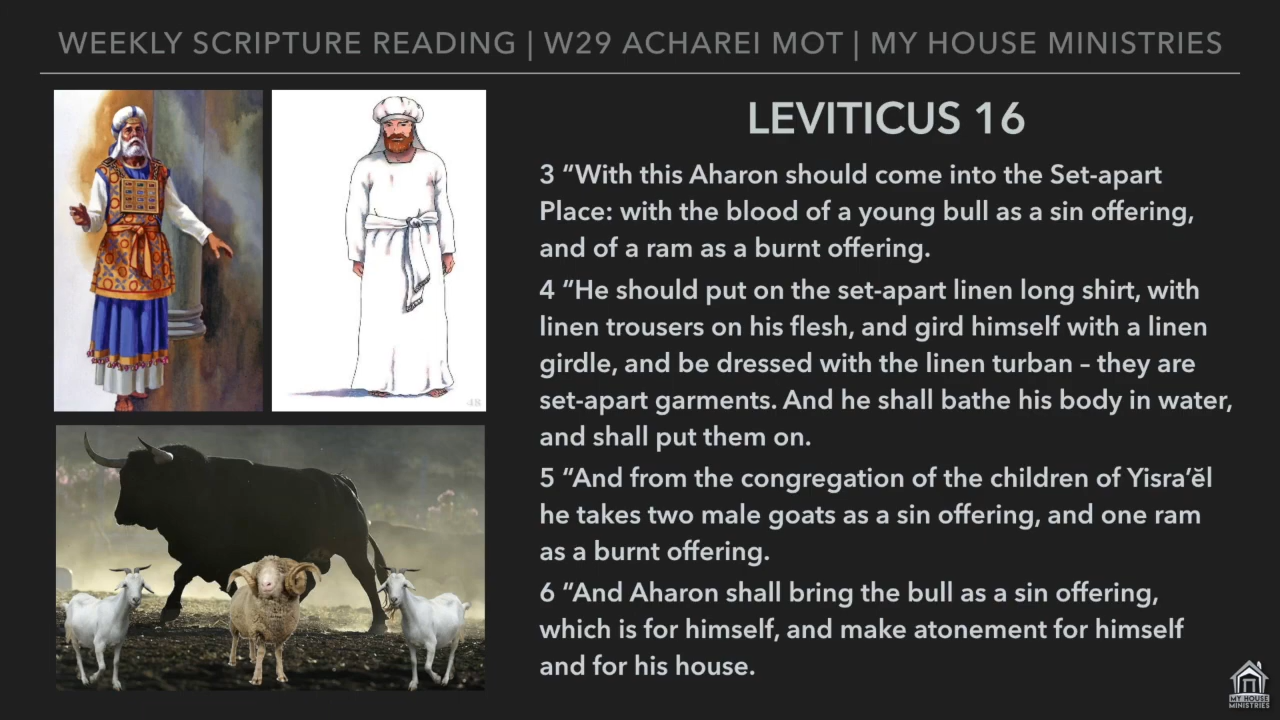 WEEKLY SCRIPTURE READING | W29 ACHAREI MOT | MY HOUSE MINISTRIES
LEVITICUS 16
3 “With this Aharon should come into the Set-apart
Place: with the blood of a young bull as a sin offering,
and of a ram as a burnt offering.
4 “He should put on the set-apart linen long shirt, with
linen trousers on his flesh, and gird himself with a linen
girdle, and be dressed with the linen turban – they are
set-apart garments. And he shall bathe his body in water,
and shall put them on.
5 “And from the congregation of the children of Yisra’ĕl
he takes two male goats as a sin offering, and one ram
as a burnt offering.
6 “And Aharon shall bring the bull as a sin offering,
which is for himself, and make atonement for himself
and for his house.
MY HOUSE
MINISTRIES